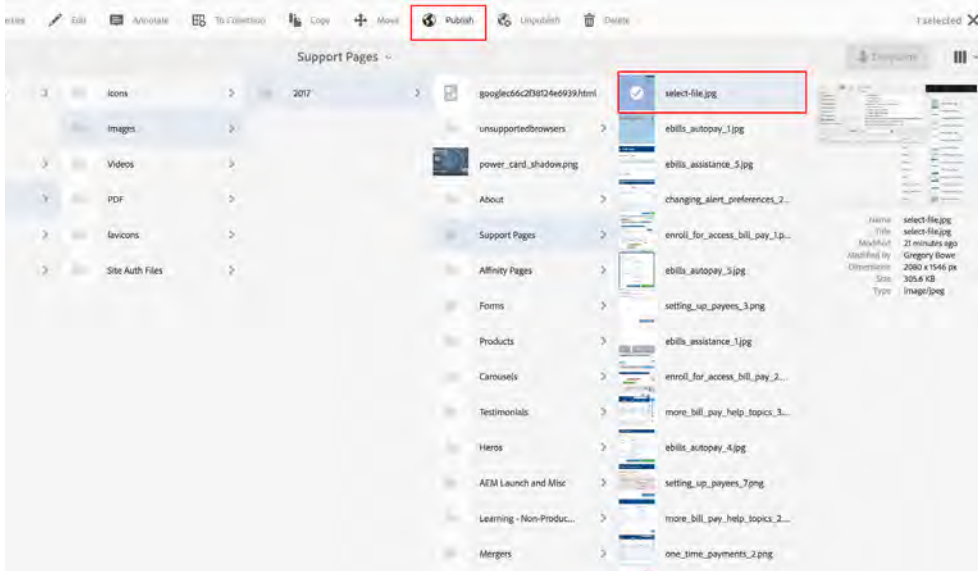 Edit Annotate To Collection Copy Move Publish Unpublish Delete 1 selected
Support Pages
Icons 2017 googlec66c2f38124e6939.html select-file.jpg
Images unsupportedbrowsers ebills_autopay_1.jpg
Videos power_card_shadow.png ebills_assistance_5.jpg
PDF About changing_alert_preferences_2...
favicons Support Pages enroll_for_access_bill_pay_1.p...
Site Auth Files Affinity Pages ebills_autopay_5.jpg
Forms setting_up_payees_3.png
Products ebills_assistance_1.jpg
Carousels enroll_for_access_bill_pay_2...
Testimonials more_bill_pay_help_topics_3...
Heros ebills_autopay_4.jpg
AEM Launch and Misc setting_up_payees_7.png
Learning - Non-Produc... more_bill_pay_help_topics_2...
Mergers one_time_payments_2.png
Name select-file.jpg
Title select-file.jpg
Modified 21 minutes ago
Modified By Gregory Bowe
Dimensions 2080 x 1546 px
Size 305.6 KB
Type image/jpeg